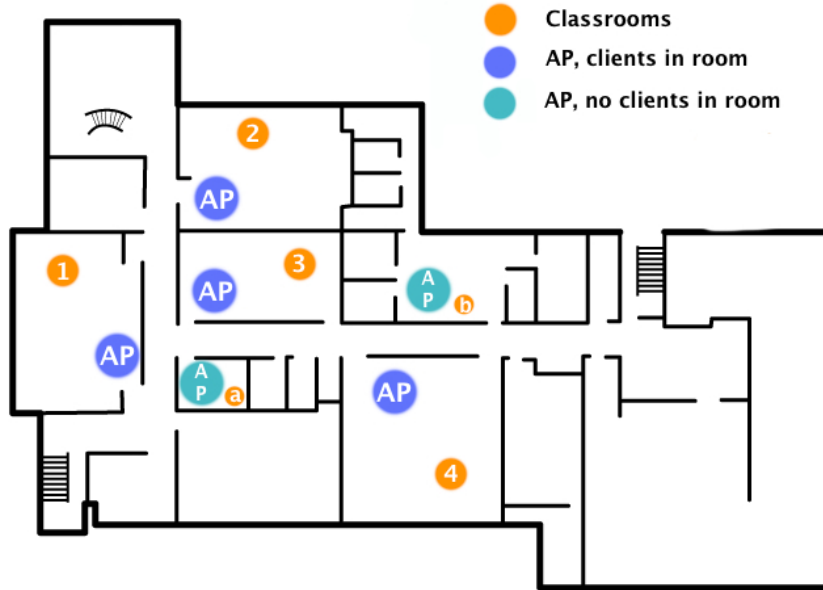 Classrooms
AP, clients in room
AP, no clients in room
2
AP
1
3
AP
A
P
b
AP
A
P
a
AP
4